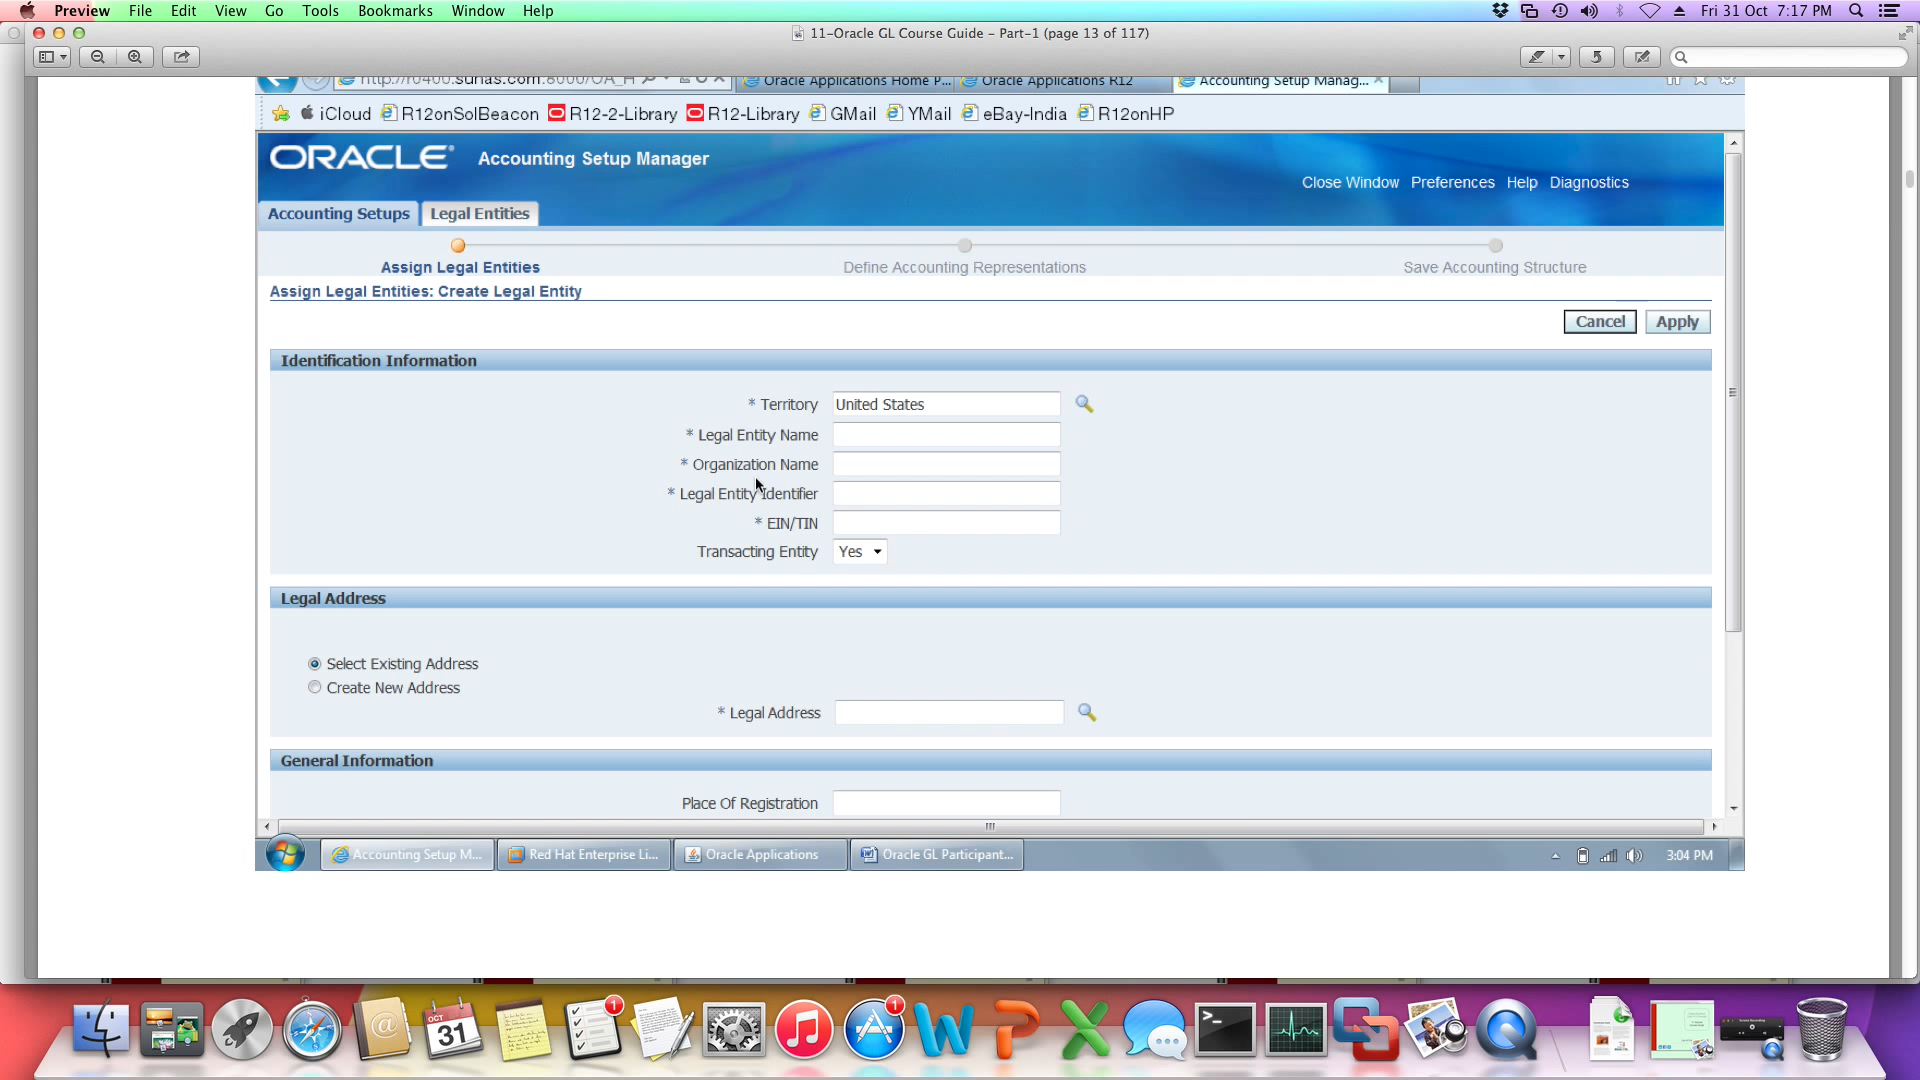 Preview File Edit View Go Tools Bookmarks Window Help Fri 31 Oct 7:17 PM
11-Oracle GL Course Guide – Part-1 (page 13 of 117)
Oracle Applications Home P... Oracle Applications R12 Accounting Setup Manag...
iCloud R12onSolBeacon R12-2-Library R12-Library GMail YMail eBay-India R12onHP
ORACLE Accounting Setup Manager
Close Window Preferences Help Diagnostics
Accounting Setups Legal Entities
Assign Legal Entities Define Accounting Representations Save Accounting Structure
Assign Legal Entities: Create Legal Entity
Cancel Apply
Identification Information
* Territory United States
* Legal Entity Name
* Organization Name
* Legal Entity Identifier
* EIN/TIN
Transacting Entity Yes
Legal Address
Select Existing Address
Create New Address
* Legal Address
General Information
Place Of Registration
Accounting Setup M... Red Hat Enterprise Li... Oracle Applications Oracle GL Participant... 3:04 PM
OCT
31
1
1